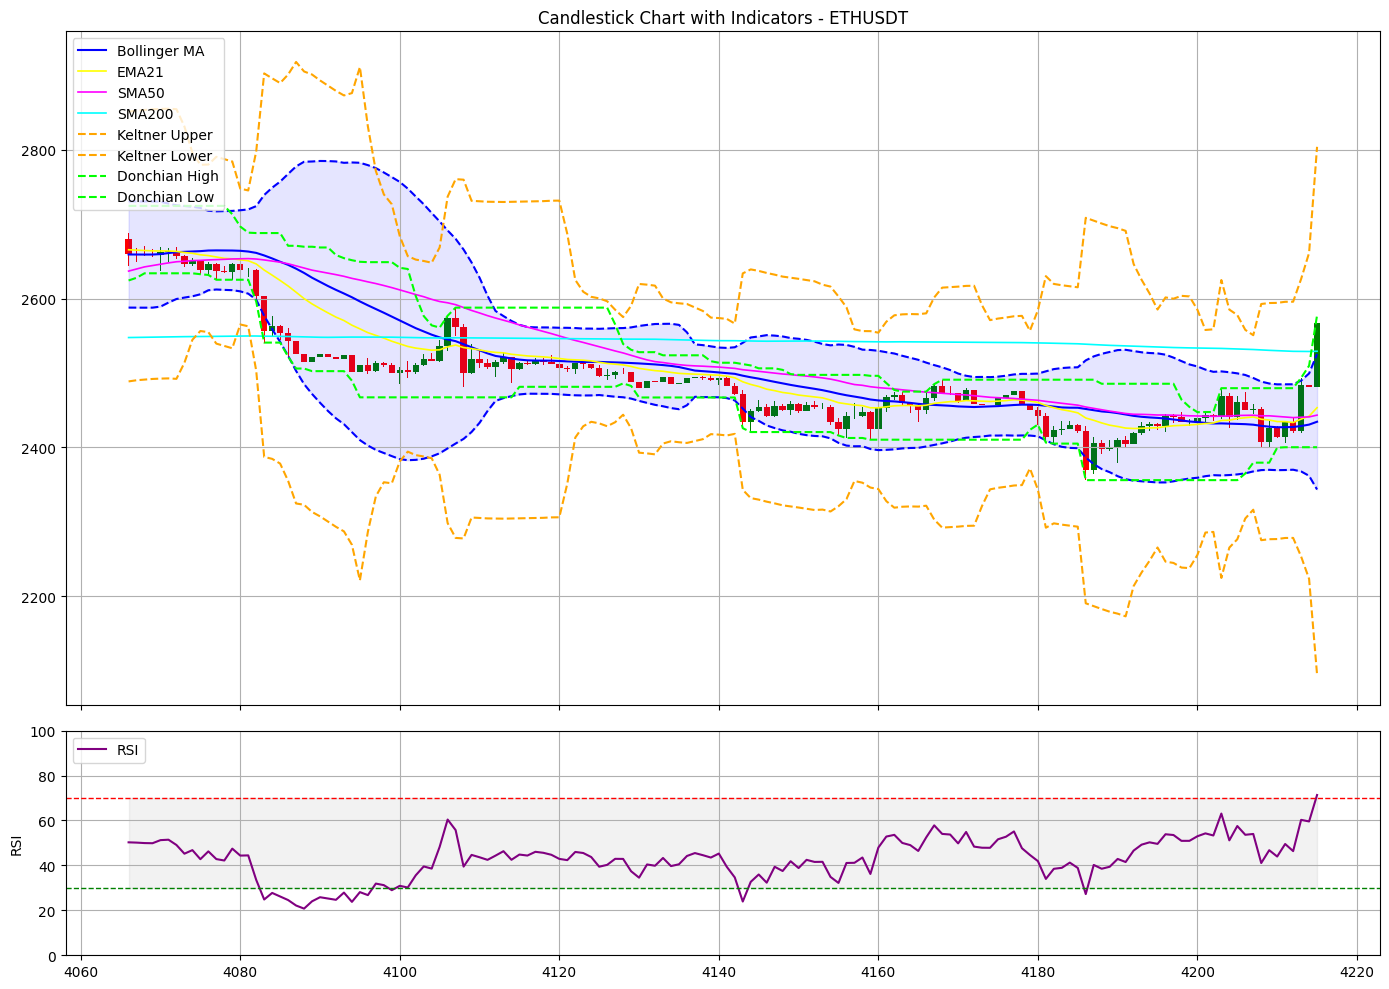 Candlestick Chart with Indicators - ETHUSDT
Bollinger MA
EMA21
SMA50
SMA200
Keltner Upper
Keltner Lower
Donchian High
Donchian Low
2800
2600
2400
2200
RSI
100
80
60
40
20
0
RSI
4060 4080 4100 4120 4140 4160 4180 4200 4220